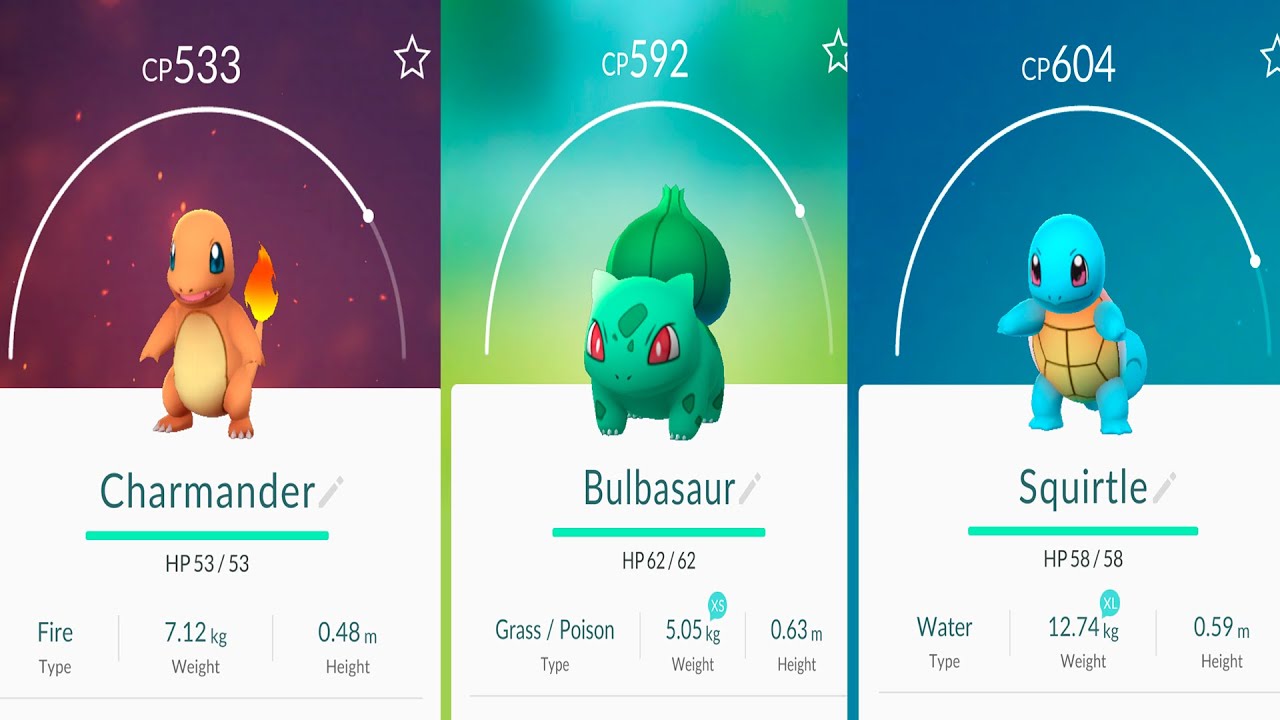 CP533
Charmander
HP 53 / 53
Fire
Type
7.12 kg
Weight
0.48 m
Height
CP592
Bulbasaur
HP 62 / 62
Grass / Poison
Type
XS
5.05 kg
Weight
0.63 m
Height
CP604
Squirtle
HP 58 / 58
Water
Type
XL
12.74 kg
Weight
0.59 m
Height